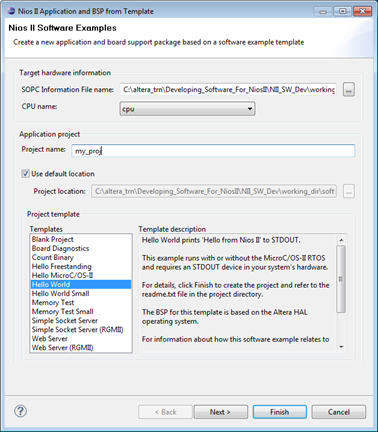 Nios II Application and BSP from Template
Nios II Software Examples
Create a new application and board support package based on a software example template
Target hardware information
SOPC Information File name: C:\altera_trn\Developing_Software_For_NiosII\NII_SW_Dev\working_ ...
CPU name: cpu
Application project
Project name: my_proj
Use default location
Project location: C:\altera_trn\Developing_Software_For_NiosII\NII_SW_Dev\working_dir\soft ...
Project template
Templates
Blank Project
Board Diagnostics
Count Binary
Hello Freestanding
Hello MicroC/OS-II
Hello World
Hello World Small
Memory Test
Memory Test Small
Simple Socket Server
Simple Socket Server (RGMII)
Web Server
Web Server (RGMII)
Template description
Hello World prints 'Hello from Nios II' to STDOUT.
This example runs with or without the MicroC/OS-II RTOS
and requires an STDOUT device in your system's hardware.
For details, click Finish to create the project and refer to the
readme.txt file in the project directory.
The BSP for this template is based on the Altera HAL
operating system.
For information about how this software example relates to
? < Back Next > Finish Cancel